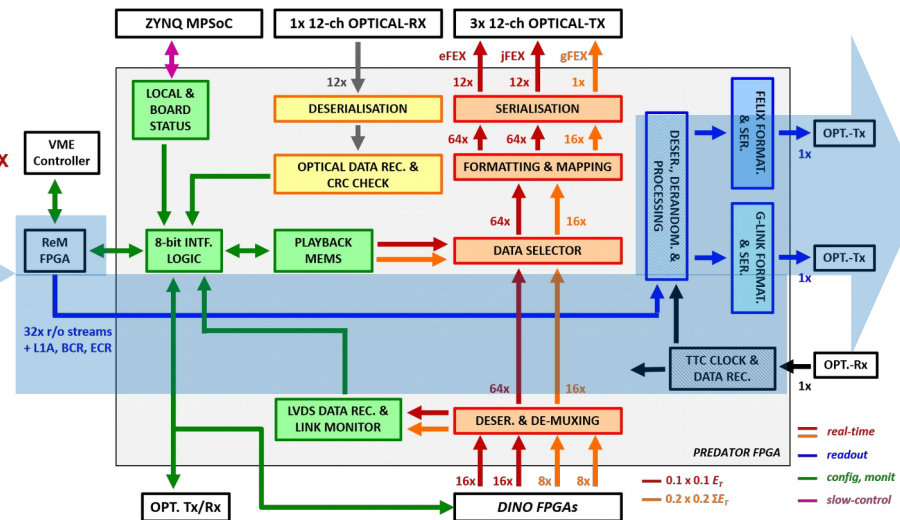 ZYNQ MPSoC
1x 12-ch OPTICAL-RX
3x 12-ch OPTICAL-TX
eFEX
jFEX
gFEX
12x
12x
12x
1x
LOCAL &
BOARD
STATUS
DESERIALISATION
SERIALISATION
64x
64x
16x
VME
Controller
X
OPTICAL DATA REC. &
CRC CHECK
FORMATTING & MAPPING
DESER., DERANDOM. &
PROCESSING
FELIX FORMAT.
& SER.
OPT.-Tx
1x
64x
16x
ReM
FPGA
8-bit INTF.
LOGIC
PLAYBACK
MEMS
DATA SELECTOR
G-LINK FORMAT.
& SER.
OPT.-Tx
1x
32x r/o streams
+ L1A, BCR, ECR
TTC CLOCK &
DATA REC.
OPT.-Rx
1x
64x
16x
LVDS DATA REC. &
LINK MONITOR
DESER. & DE-MUXING
PREDATOR FPGA
16x
16x
8x
8x
OPT. Tx/Rx
DINO FPGAs
0.1 x 0.1 ET
0.2 x 0.2 ΣET
real-time
readout
config, monit
slow-control